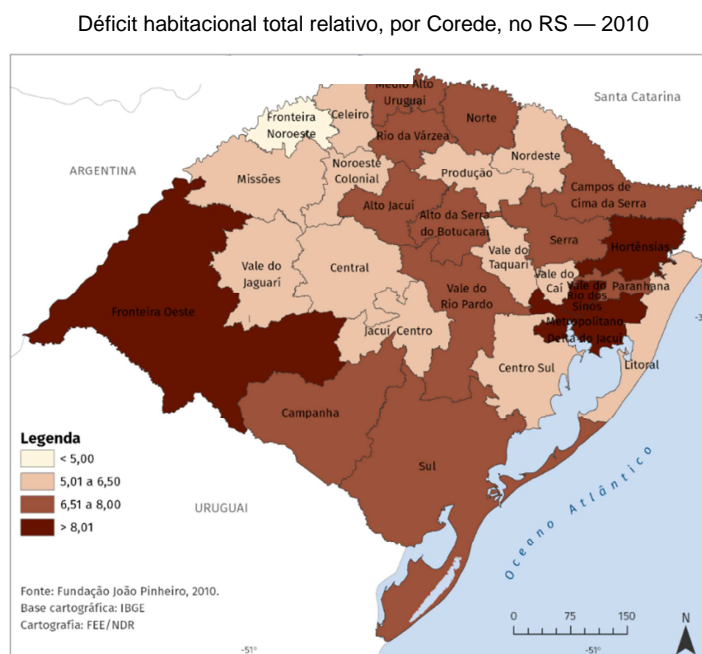 Déficit habitacional total relativo, por Corede, no RS — 2010
Santa Catarina
ARGENTINA
Fronteira
Noroeste
Celeiro
Médio Alto
Uruguai
Norte
Rio da Várzea
Nordeste
Missões
Noroeste
Colonial
Produção
Campos de
Cima da Serra
Alto Jacuí
Alto da Serra
do Botucaraí
Serra
Hortênsias
Vale do
Jaguari
Central
Vale do
Taquari
Vale do
Caí
Vale do
Rio dos
Sinos
Paranhana
Vale do
Rio Pardo
Fronteira Oeste
Metropolitano
Delta do Jacuí
Jacuí Centro
Centro Sul
Litoral
Campanha
Sul
Legenda
< 5,00
5,01 a 6,50
6,51 a 8,00
> 8,01
URUGUAI
Oceano Atlântico
Fonte: Fundação João Pinheiro, 2010.
Base cartográfica: IBGE
Cartografia: FEE/NDR
0 75 150
N
-51°
-51°